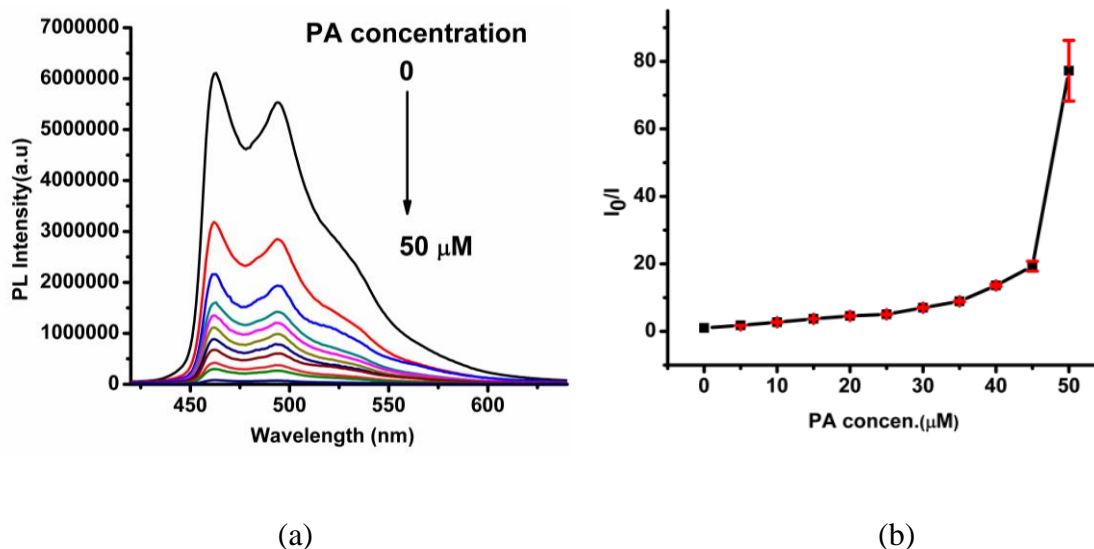 7000000
6000000
5000000
4000000
3000000
2000000
1000000
0
PL Intensity(a.u)
450 500 550 600
Wavelength (nm)
PA concentration
0
50 μM
(a)
80
60
40
20
0
I0/I
0 10 20 30 40 50
PA concen.(μM)
(b)